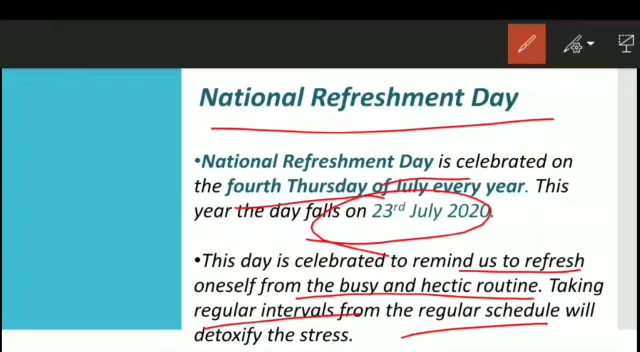 National Refreshment Day
•National Refreshment Day is celebrated on
the fourth Thursday of July every year. This
year the day falls on 23rd July 2020.
•This day is celebrated to remind us to refresh
oneself from the busy and hectic routine. Taking
regular intervals from the regular schedule will
detoxify the stress.